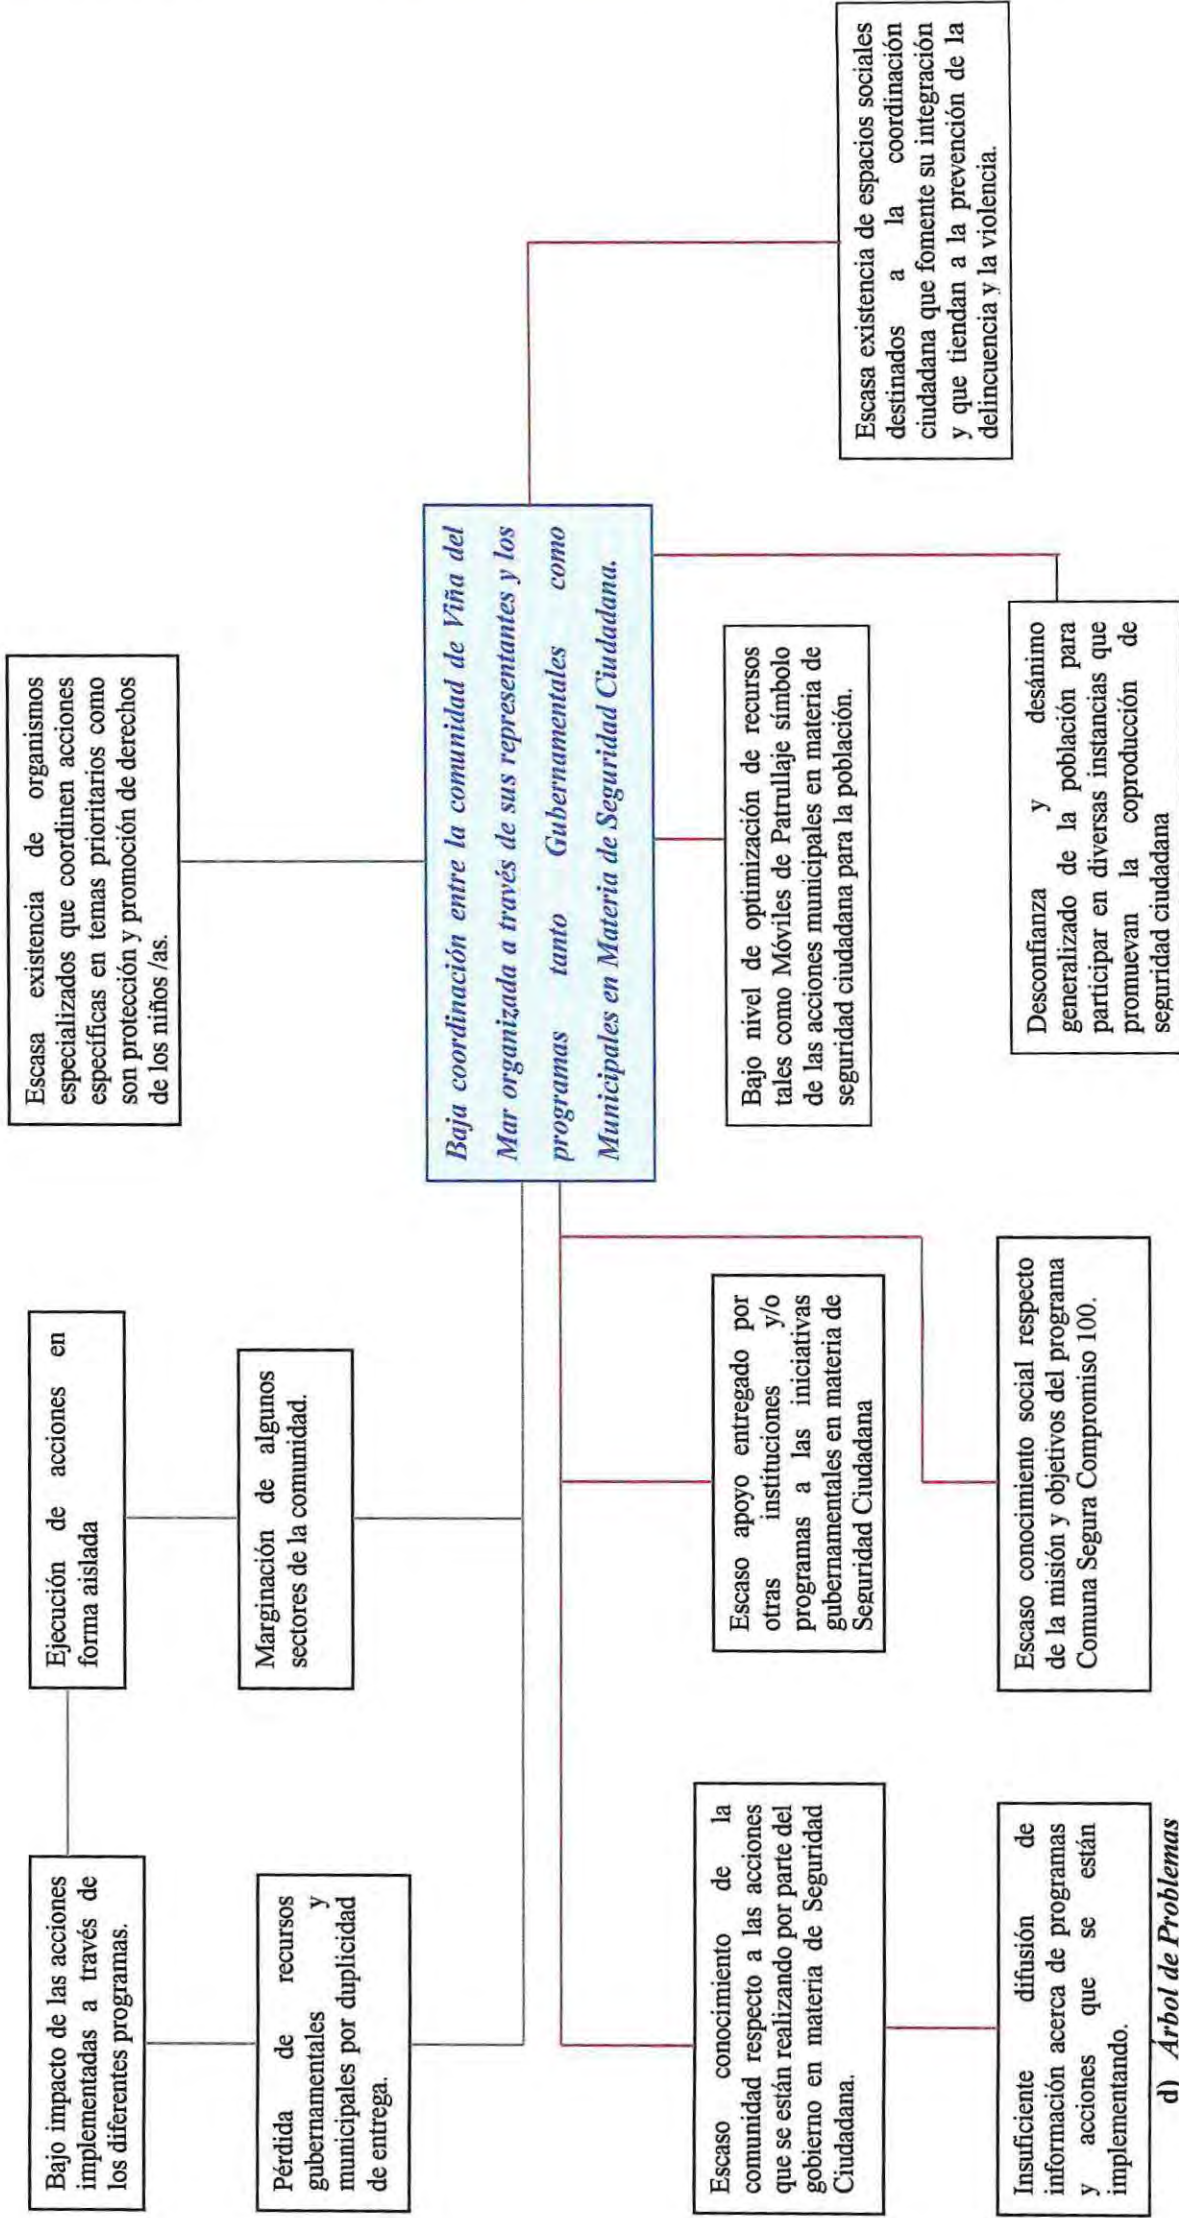 Bajo impacto de las acciones
implementadas a través de
los diferentes programas.
Ejecución de acciones en
forma aislada
Escasa existencia de organismos
especializados que coordinen acciones
específicas en temas prioritarios como
son protección y promoción de derechos
de los niños /as.
Pérdida de recursos
gubernamentales y
municipales por duplicidad
de entrega.
Marginación de algunos
sectores de la comunidad.
Baja coordinación entre la comunidad de Viña del
Mar organizada a través de sus representantes y los
programas tanto Gubernamentales como
Municipales en Materia de Seguridad Ciudadana.
Escaso conocimiento de la
comunidad respecto a las acciones
que se están realizando por parte del
gobierno en materia de Seguridad
Ciudadana.
Escaso apoyo entregado por
otras instituciones y/o
programas a las iniciativas
gubernamentales en materia de
Seguridad Ciudadana
Bajo nivel de optimización de recursos
tales como Móviles de Patrullaje símbolo
de las acciones municipales en materia de
seguridad ciudadana para la población.
Escasa existencia de espacios sociales
destinados a la coordinación
ciudadana que fomente su integración
y que tiendan a la prevención de la
delincuencia y la violencia.
Insuficiente difusión de
información acerca de programas
y acciones que se están
implementando.
Escaso conocimiento social respecto
de la misión y objetivos del programa
Comuna Segura Compromiso 100.
Desconfianza y desánimo
generalizado de la población para
participar en diversas instancias que
promuevan la coproducción de
seguridad ciudadana
d) Árbol de Problemas